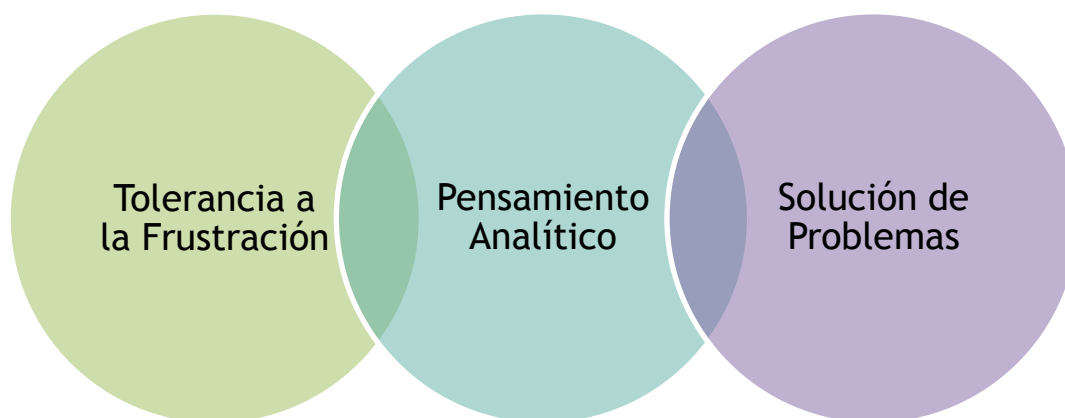 Tolerancia a
la Frustración
Pensamiento
Analítico
Solución de
Problemas